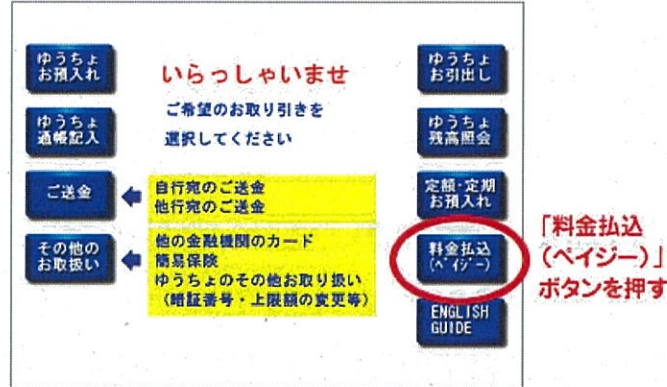 いらっしゃいませ
ご希望のお取り引きを
選択してください
ゆうちょ
お預入れ
ゆうちょ
通帳記入
ご送金
自行宛のご送金
他行宛のご送金
その他の
お取扱い
他の金融機関のカード
簡易保険
ゆうちょのその他お取り扱い
(暗証番号・上限額の変更等)
ゆうちょ
お引出し
ゆうちょ
残高照会
定額・定期
お預入れ
料金払込
(ペイジー)
ENGLISH
GUIDE
「料金払込
(ペイジー)」
ボタンを押す